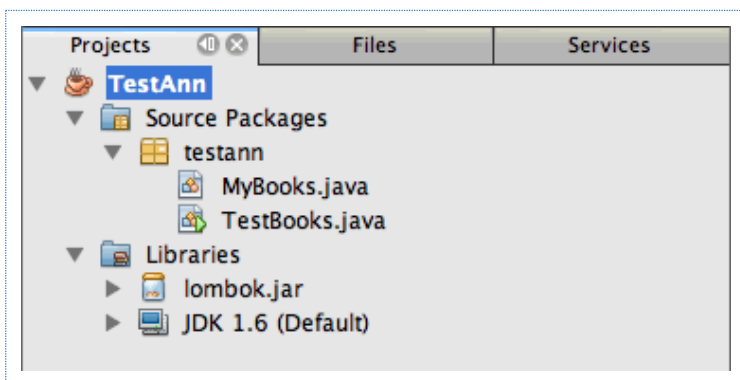 Projects Files Services
TestAnn
Source Packages
testann
MyBooks.java
TestBooks.java
Libraries
lombok.jar
JDK 1.6 (Default)